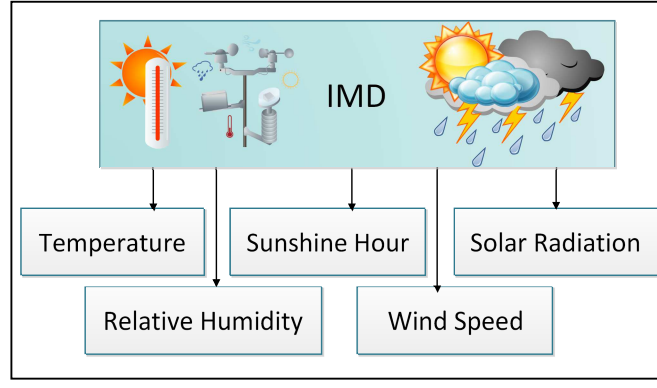 IMD
Temperature
Sunshine Hour
Solar Radiation
Relative Humidity
Wind Speed